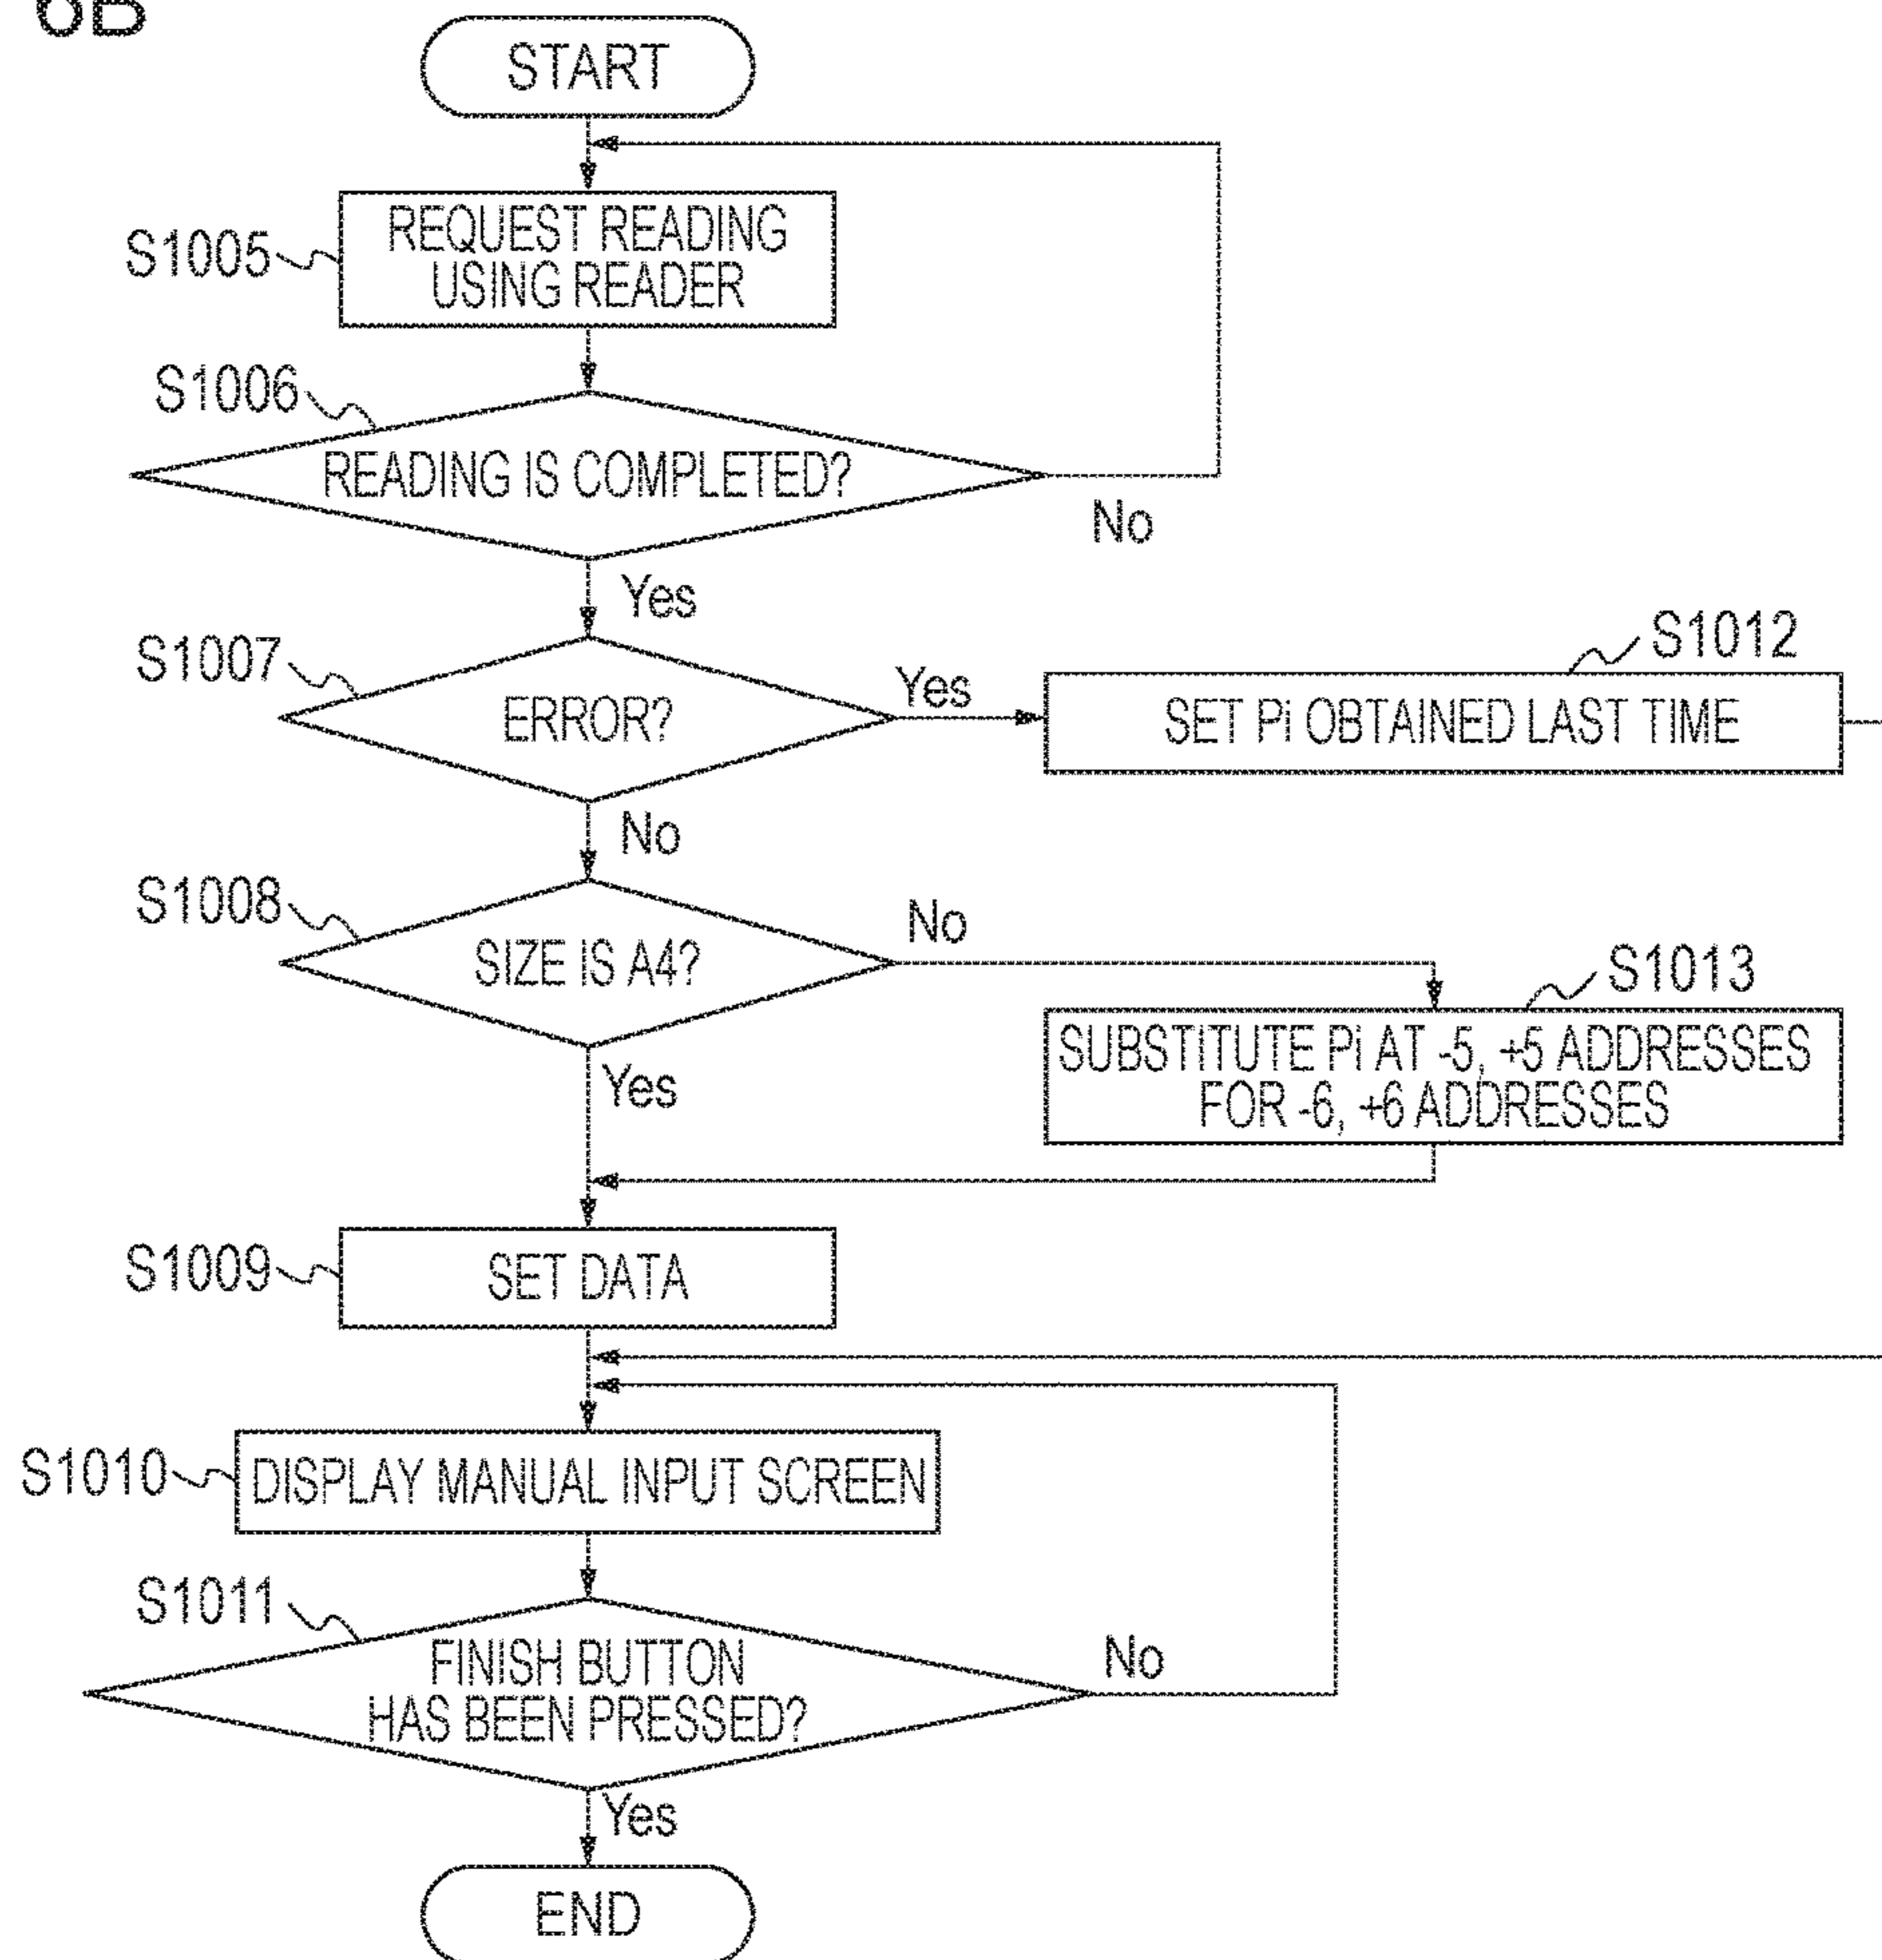 6B
START
S1005
REQUEST READING
USING READER
S1006
READING IS COMPLETED?
No
Yes
S1007
ERROR?
Yes
S1012
SET Pi OBTAINED LAST TIME
No
S1008
SIZE IS A4?
No
S1013
SUBSTITUTE Pi AT -5, +5 ADDRESSES
FOR -6, +6 ADDRESSES
Yes
S1009
SET DATA
S1010
DISPLAY MANUAL INPUT SCREEN
S1011
FINISH BUTTON
HAS BEEN PRESSED?
No
Yes
END